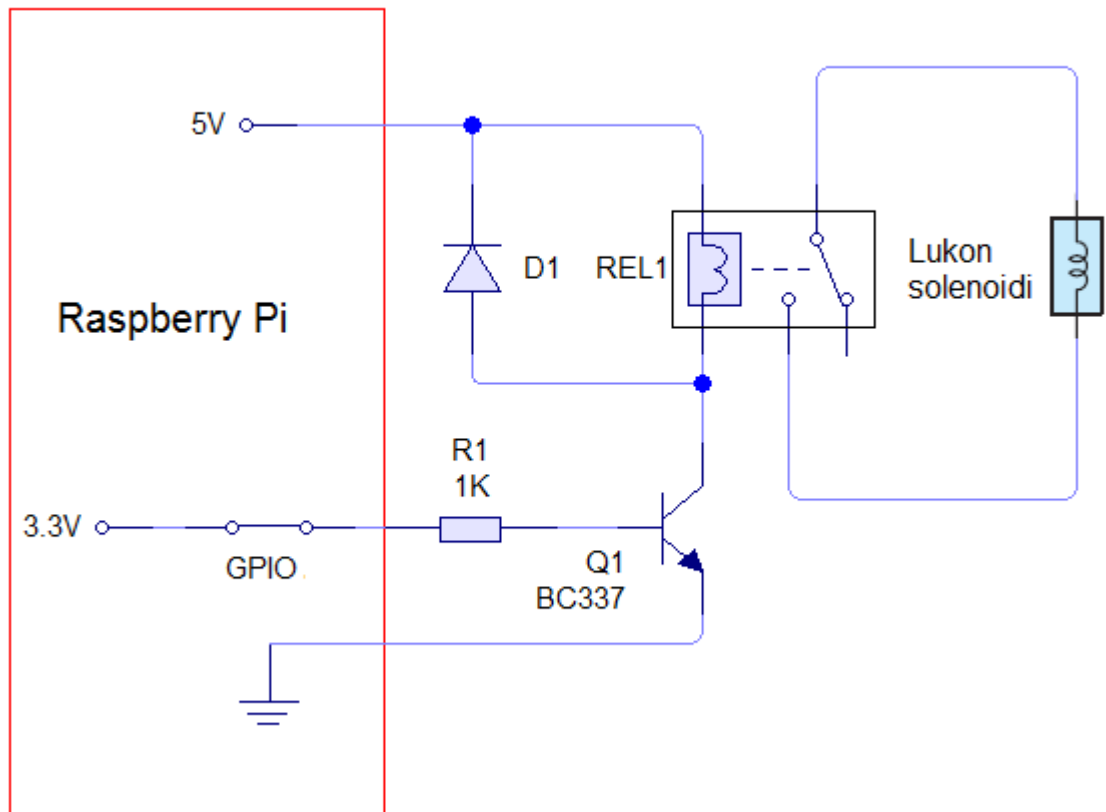 5V
D1
REL1
Lukon
solenoidi
Raspberry Pi
R1
1K
3.3V
GPIO
Q1
BC337